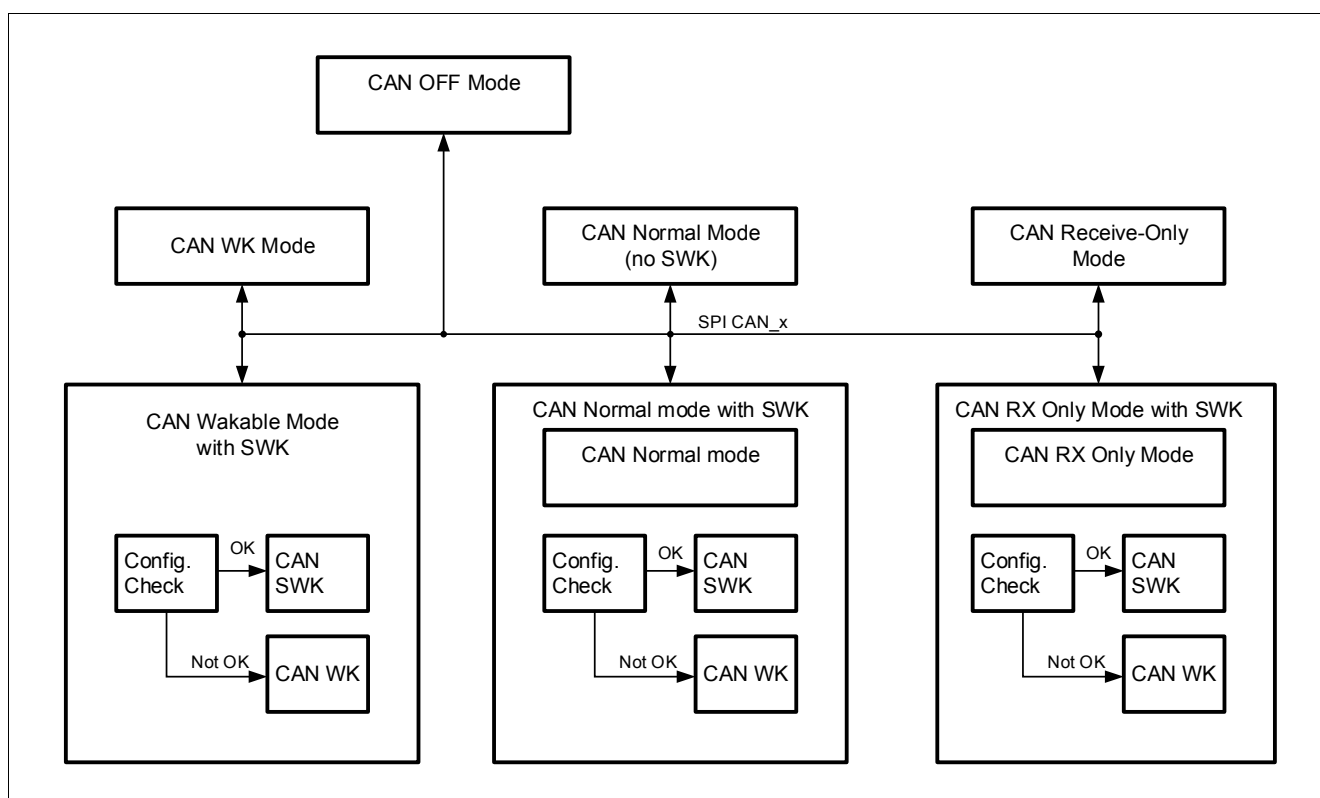 CAN OFF Mode
CAN WK Mode
CAN Normal Mode
(no SWK)
CAN Receive-Only
Mode
SPI CAN_x
CAN Wakable Mode
with SWK
Config.
Check
OK
CAN
SWK
Not OK
CAN WK
CAN Normal mode with SWK
CAN Normal mode
Config.
Check
OK
CAN
SWK
Not OK
CAN WK
CAN RX Only Mode with SWK
CAN RX Only Mode
Config.
Check
OK
CAN
SWK
Not OK
CAN WK